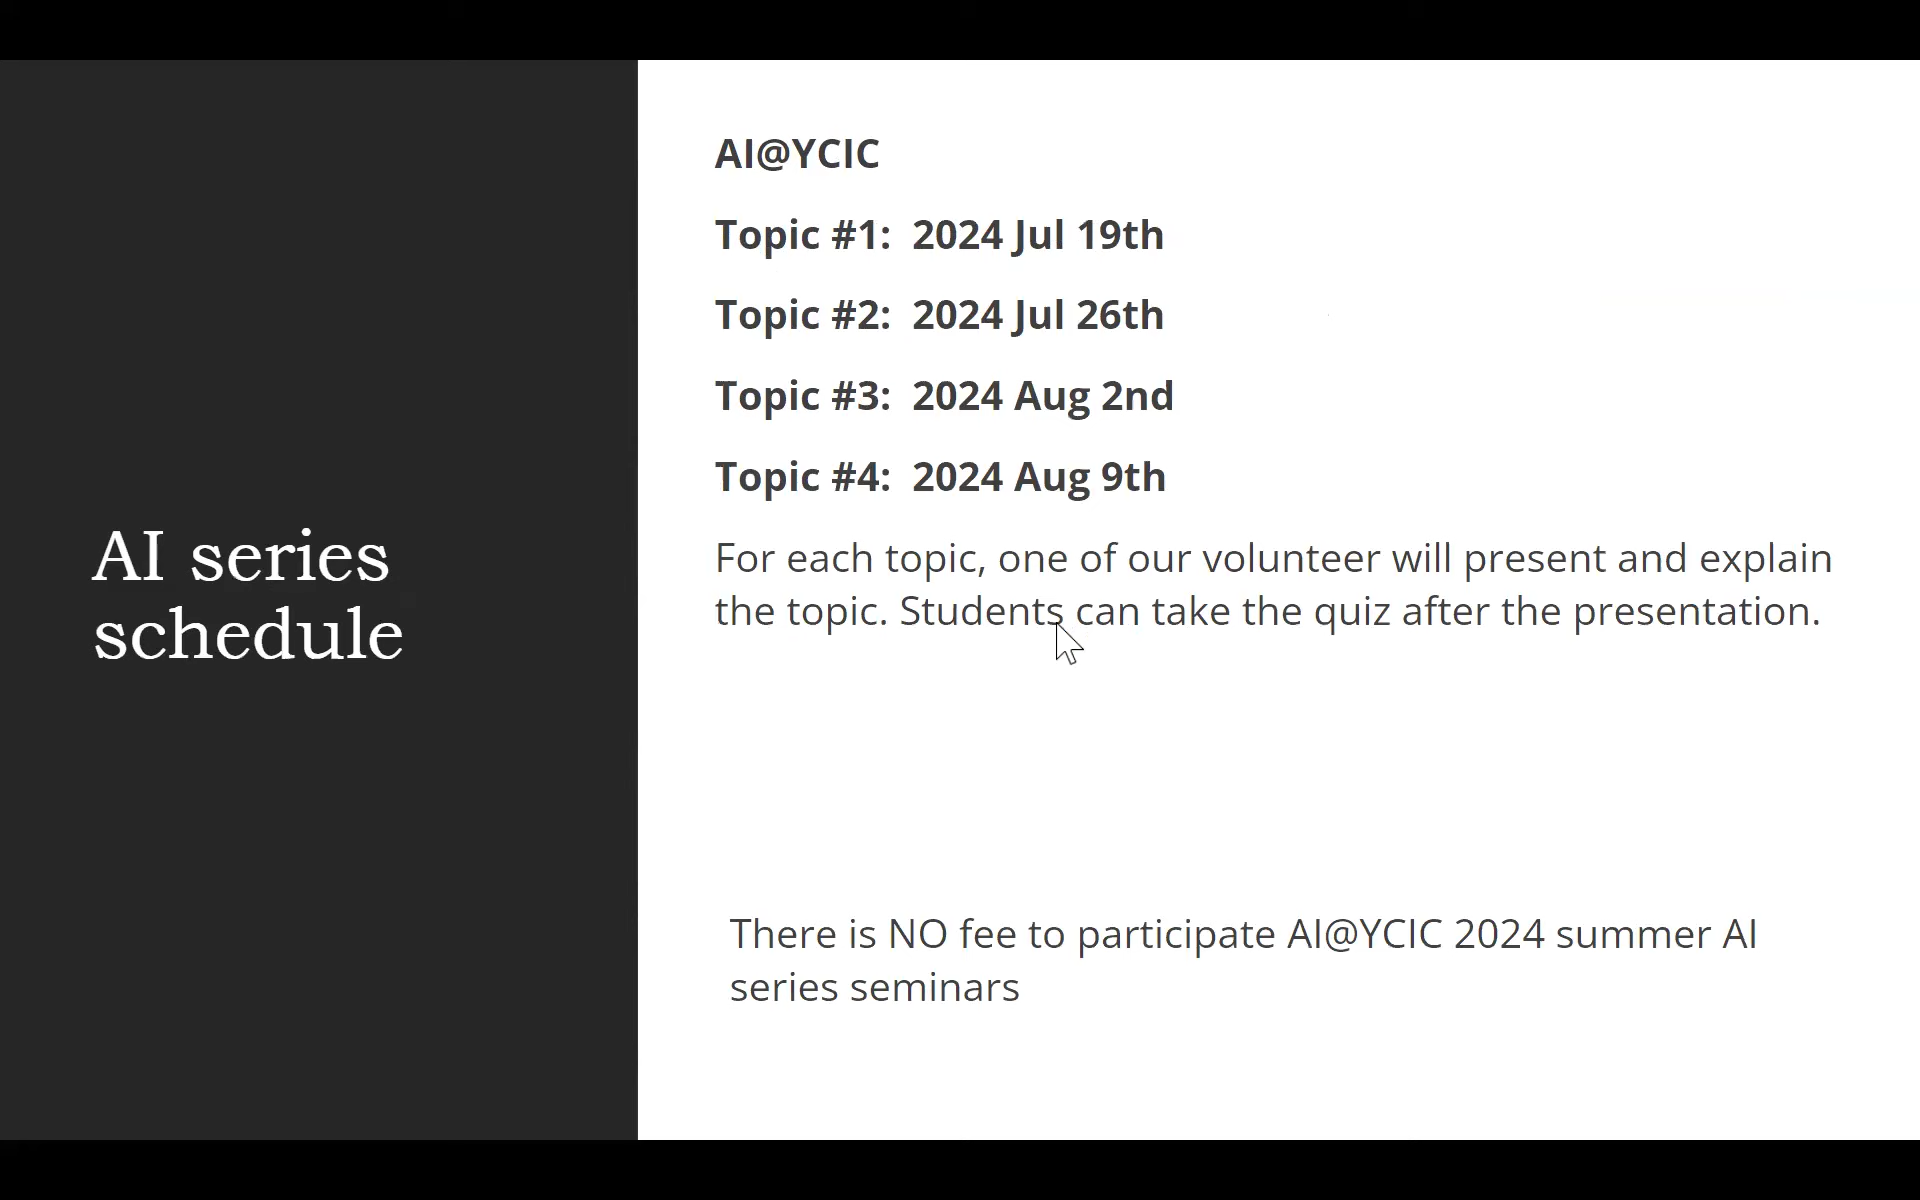 AI series
schedule
AI@YCIC
Topic #1:  2024 Jul 19th
Topic #2:  2024 Jul 26th
Topic #3:  2024 Aug 2nd
Topic #4:  2024 Aug 9th
For each topic, one of our volunteer will present and explain
the topic. Students can take the quiz after the presentation.
There is NO fee to participate AI@YCIC 2024 summer AI
series seminars